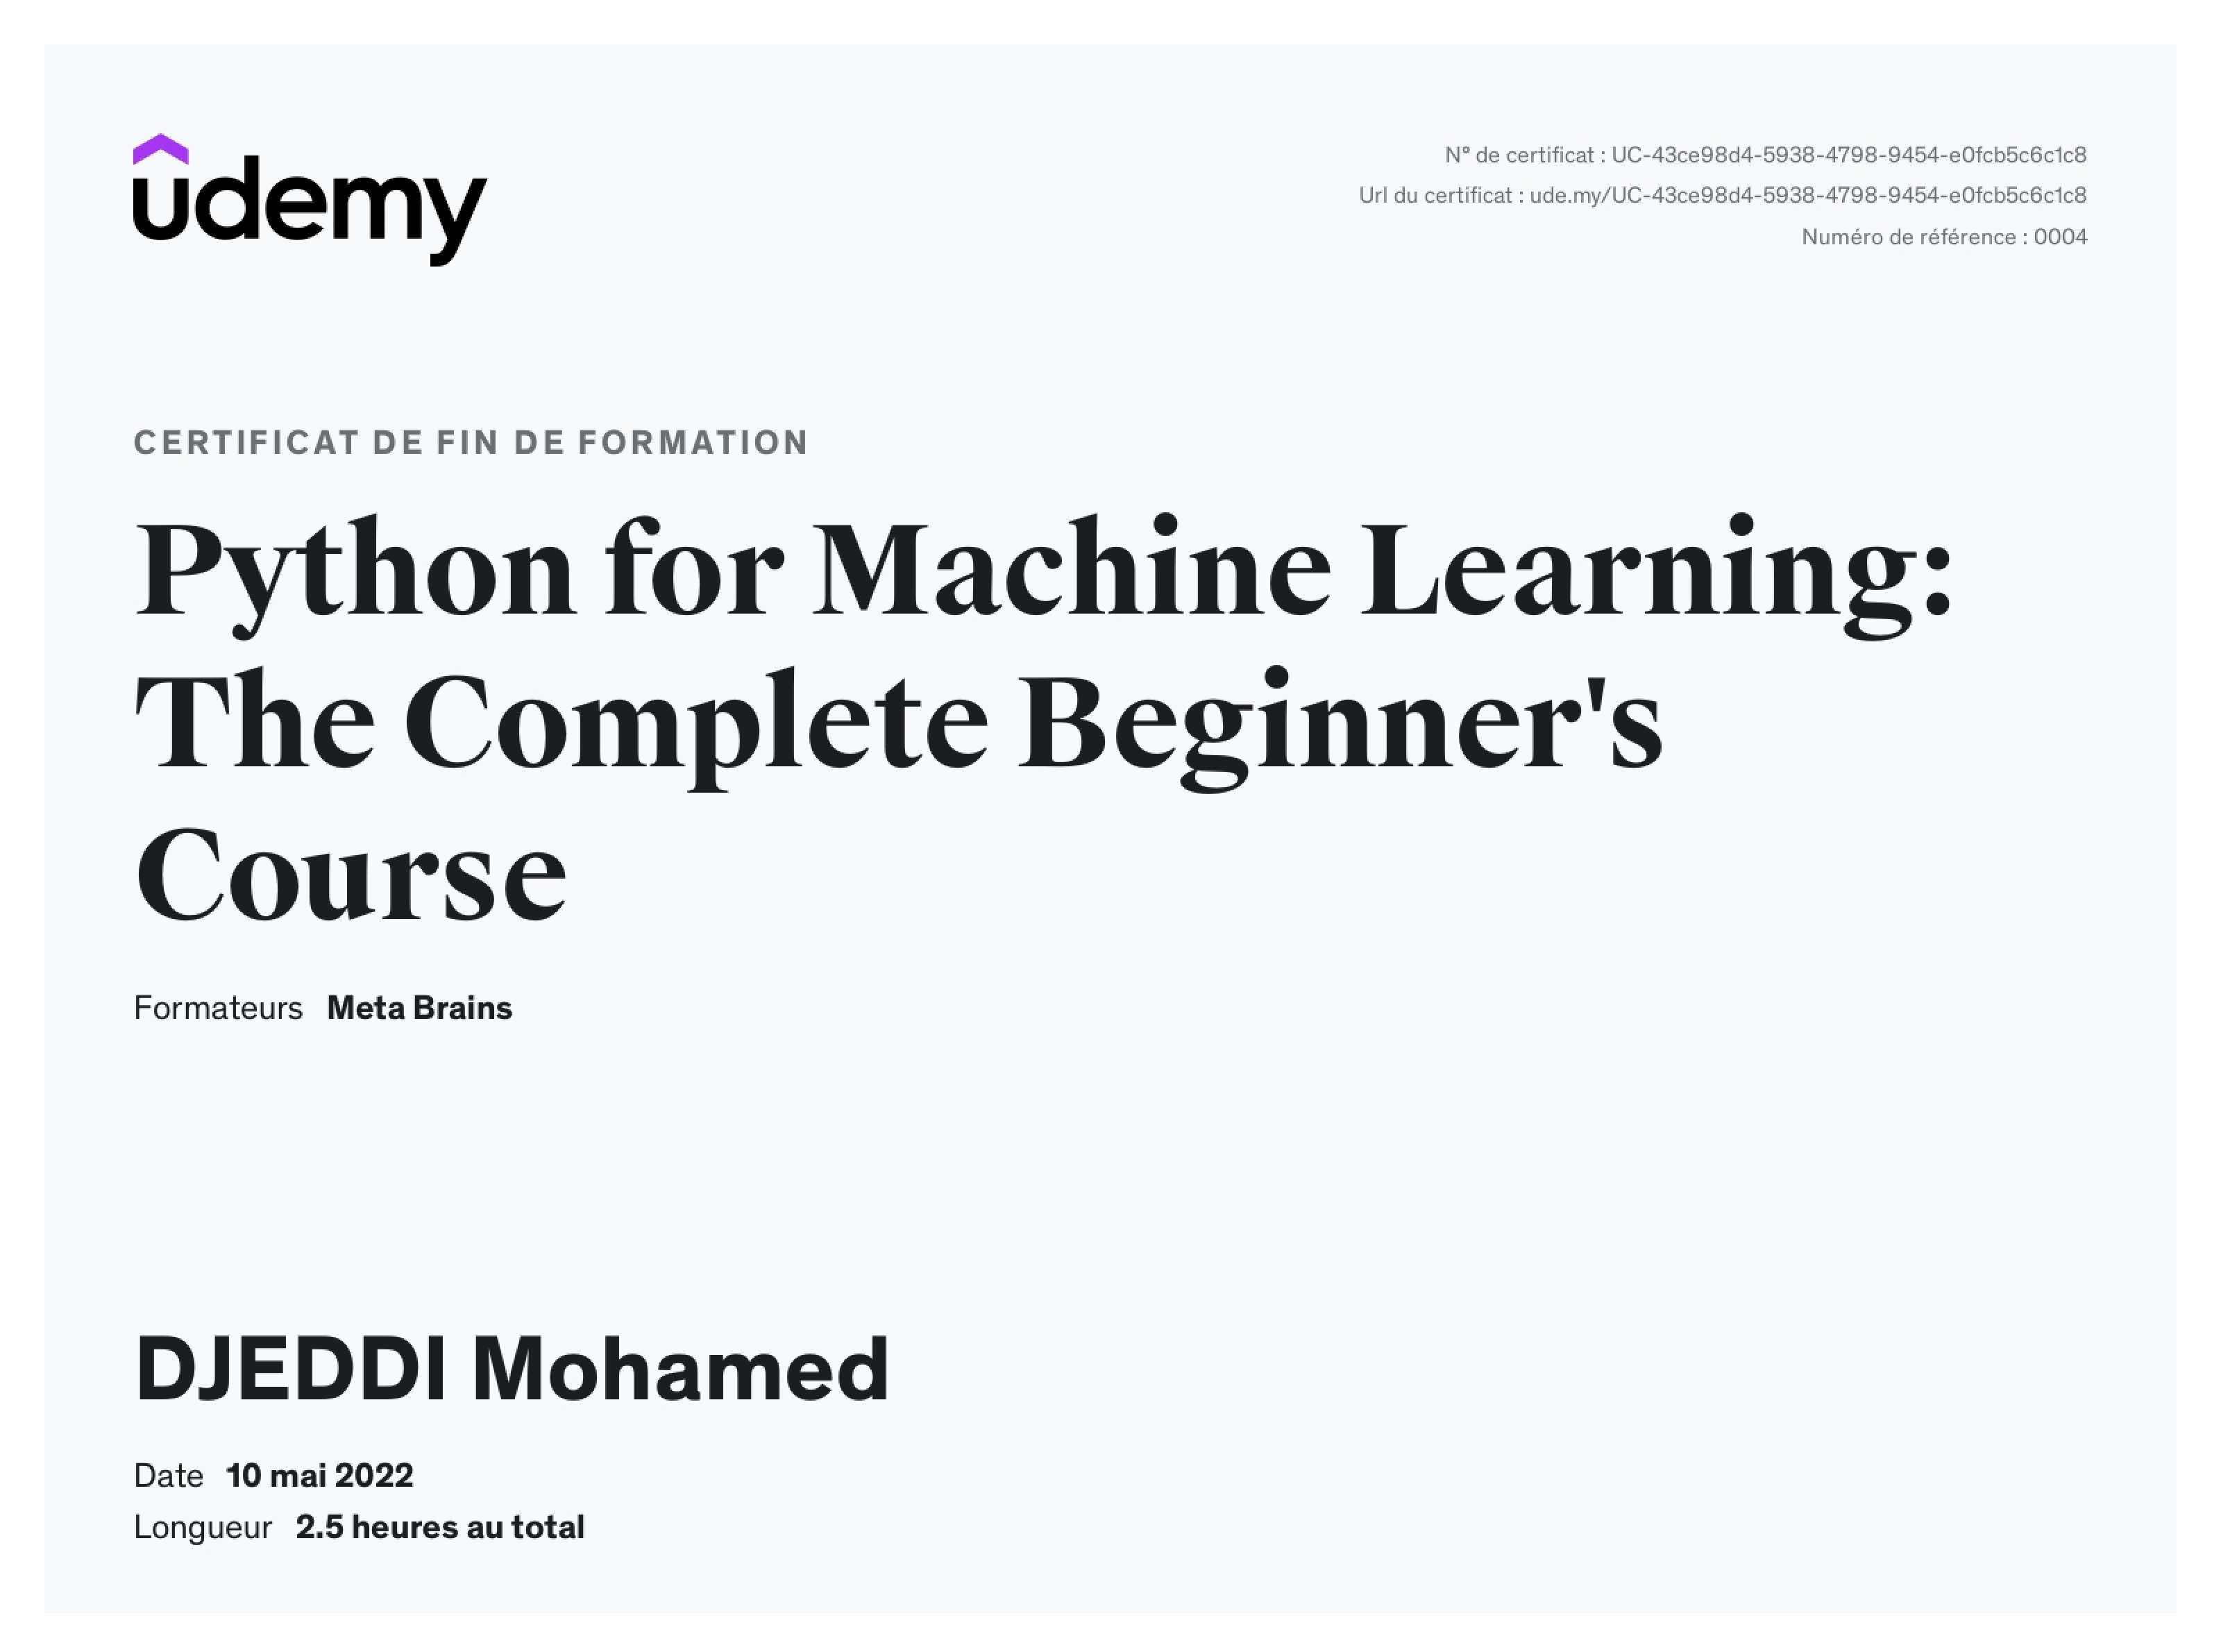 udemy
N° de certificat : UC-43ce98d4-5938-4798-9454-e0fcb5c6c1c8
Url du certificat : ude.my/UC-43ce98d4-5938-4798-9454-e0fcb5c6c1c8
Numéro de référence : 0004
CERTIFICAT DE FIN DE FORMATION
Python for Machine Learning:
The Complete Beginner's
Course
Formateurs Meta Brains
DJEDDI Mohamed
Date 10 mai 2022
Longueur 2.5 heures au total